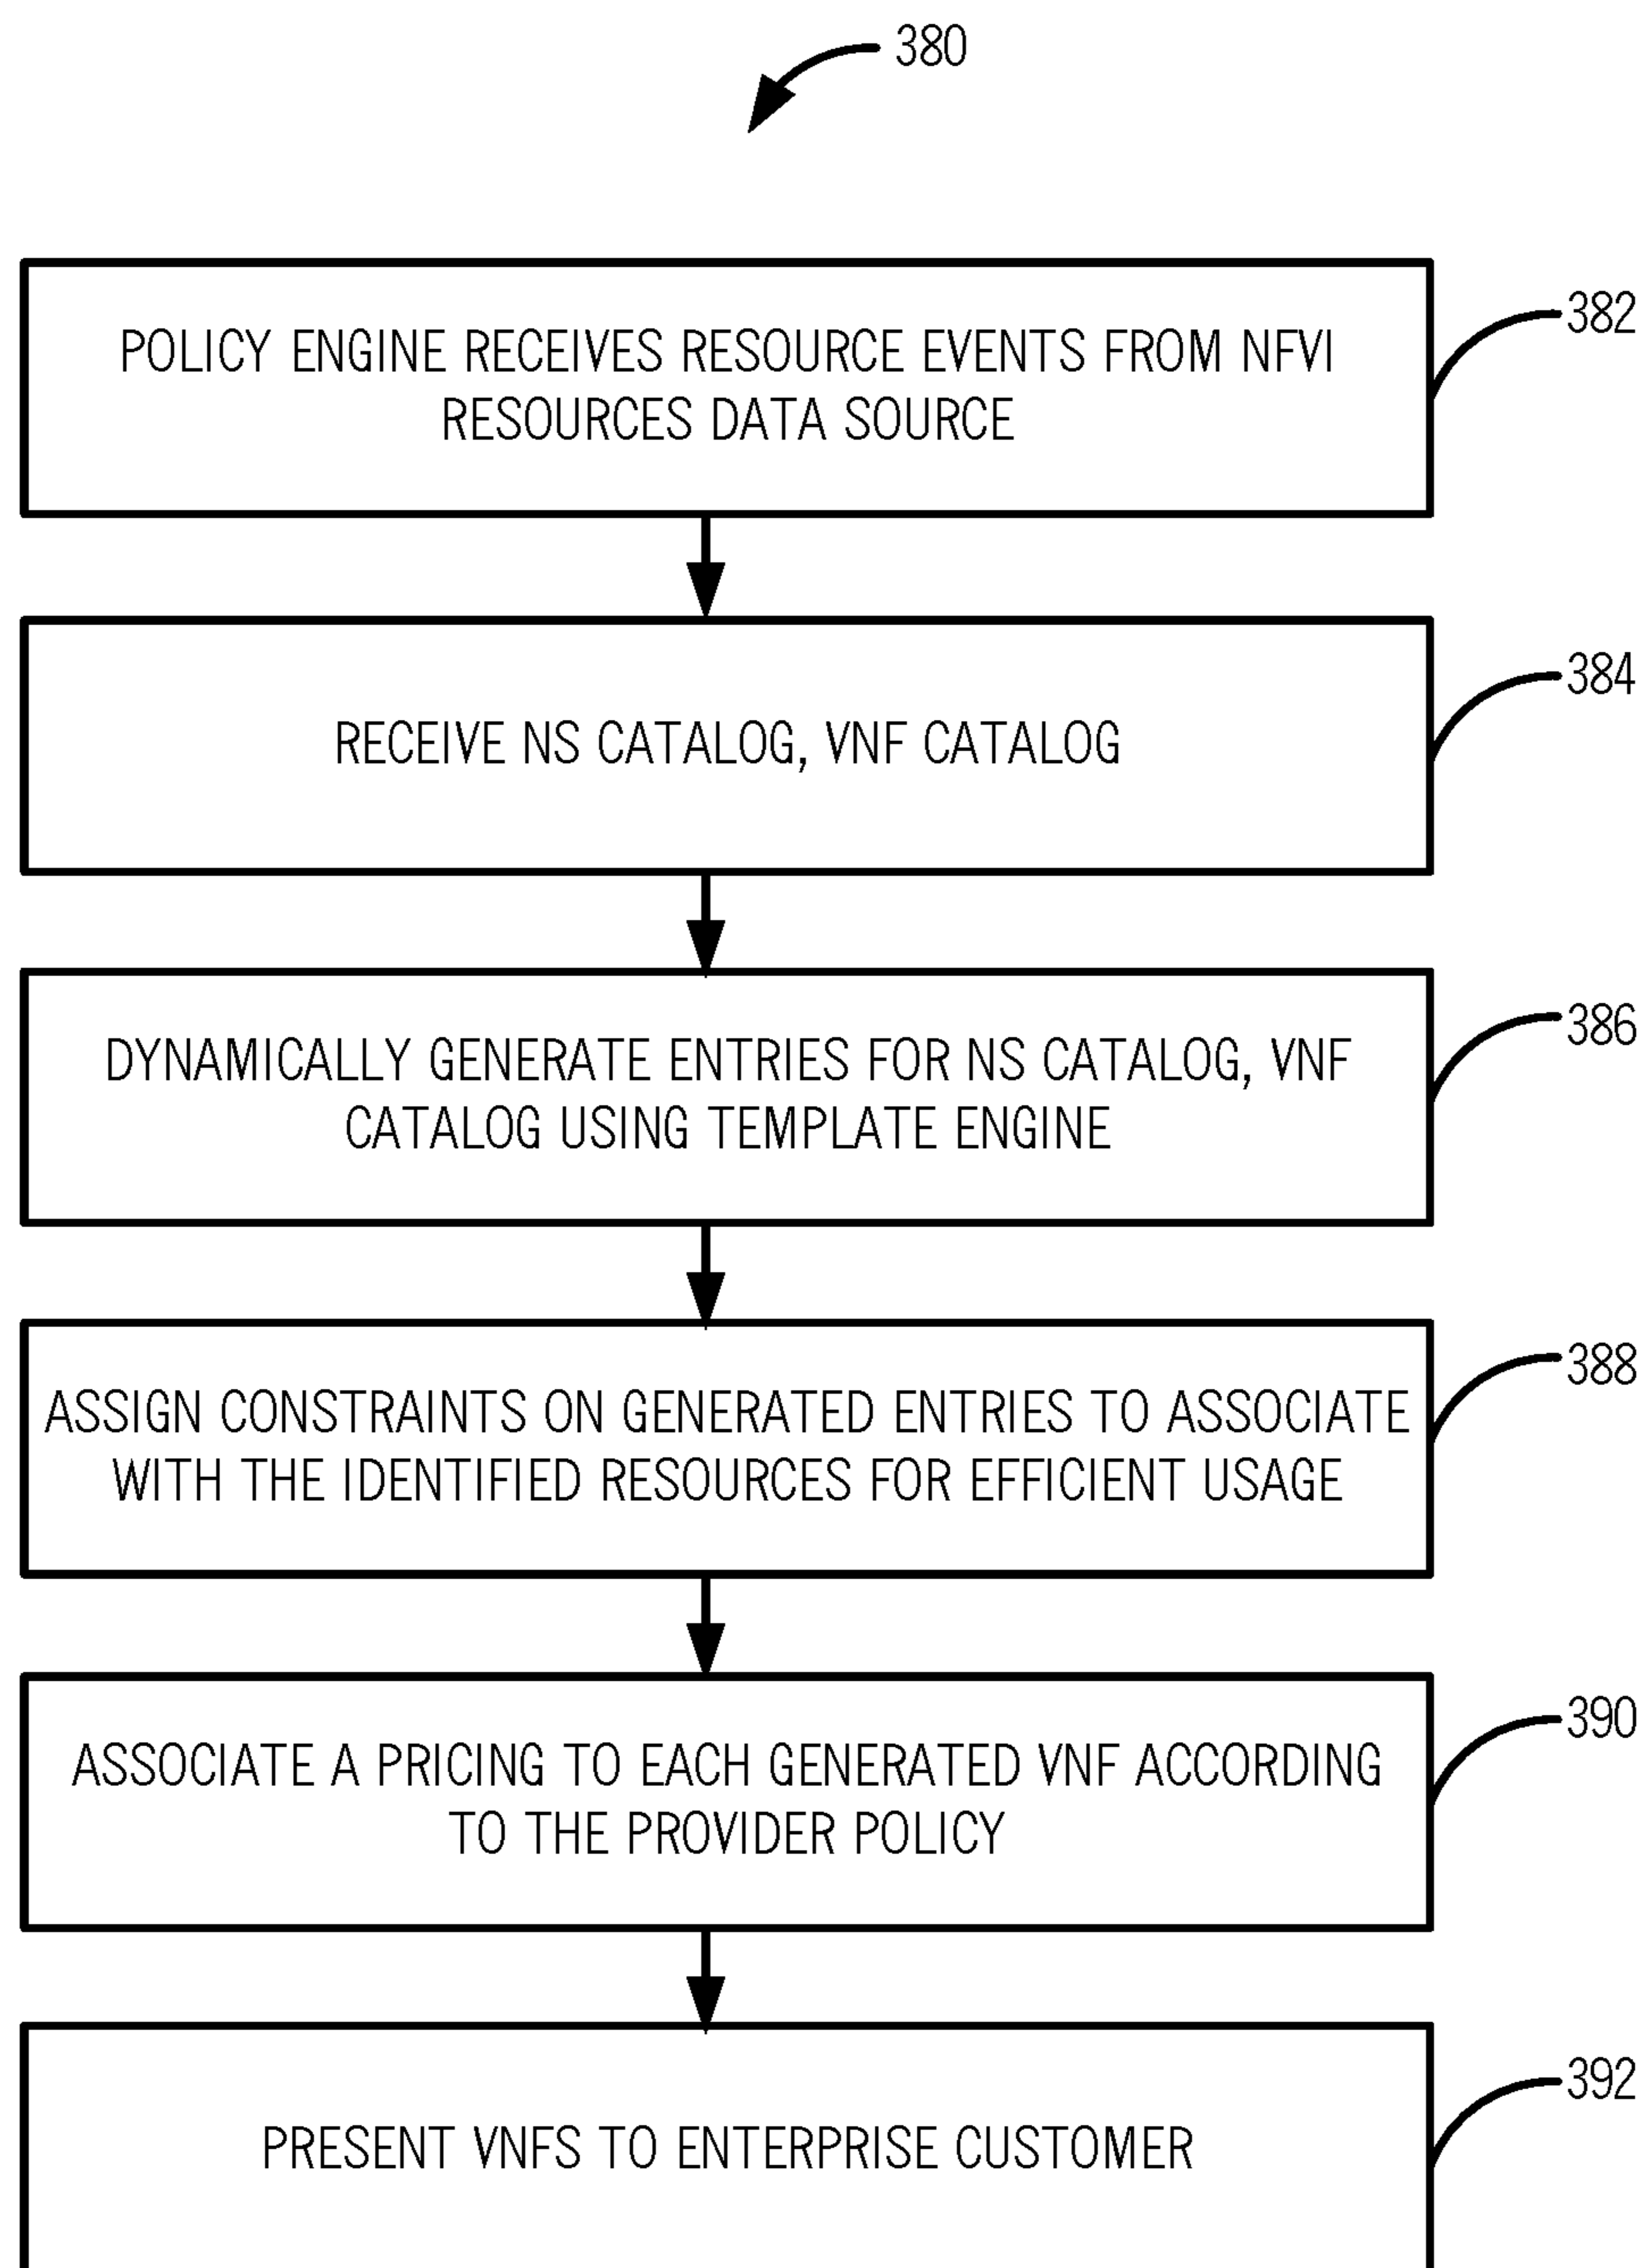 380
POLICY ENGINE RECEIVES RESOURCE EVENTS FROM NFVI
RESOURCES DATA SOURCE
382
RECEIVE NS CATALOG, VNF CATALOG
384
DYNAMICALLY GENERATE ENTRIES FOR NS CATALOG, VNF
CATALOG USING TEMPLATE ENGINE
386
ASSIGN CONSTRAINTS ON GENERATED ENTRIES TO ASSOCIATE
WITH THE IDENTIFIED RESOURCES FOR EFFICIENT USAGE
388
ASSOCIATE A PRICING TO EACH GENERATED VNF ACCORDING
TO THE PROVIDER POLICY
390
PRESENT VNFS TO ENTERPRISE CUSTOMER
392